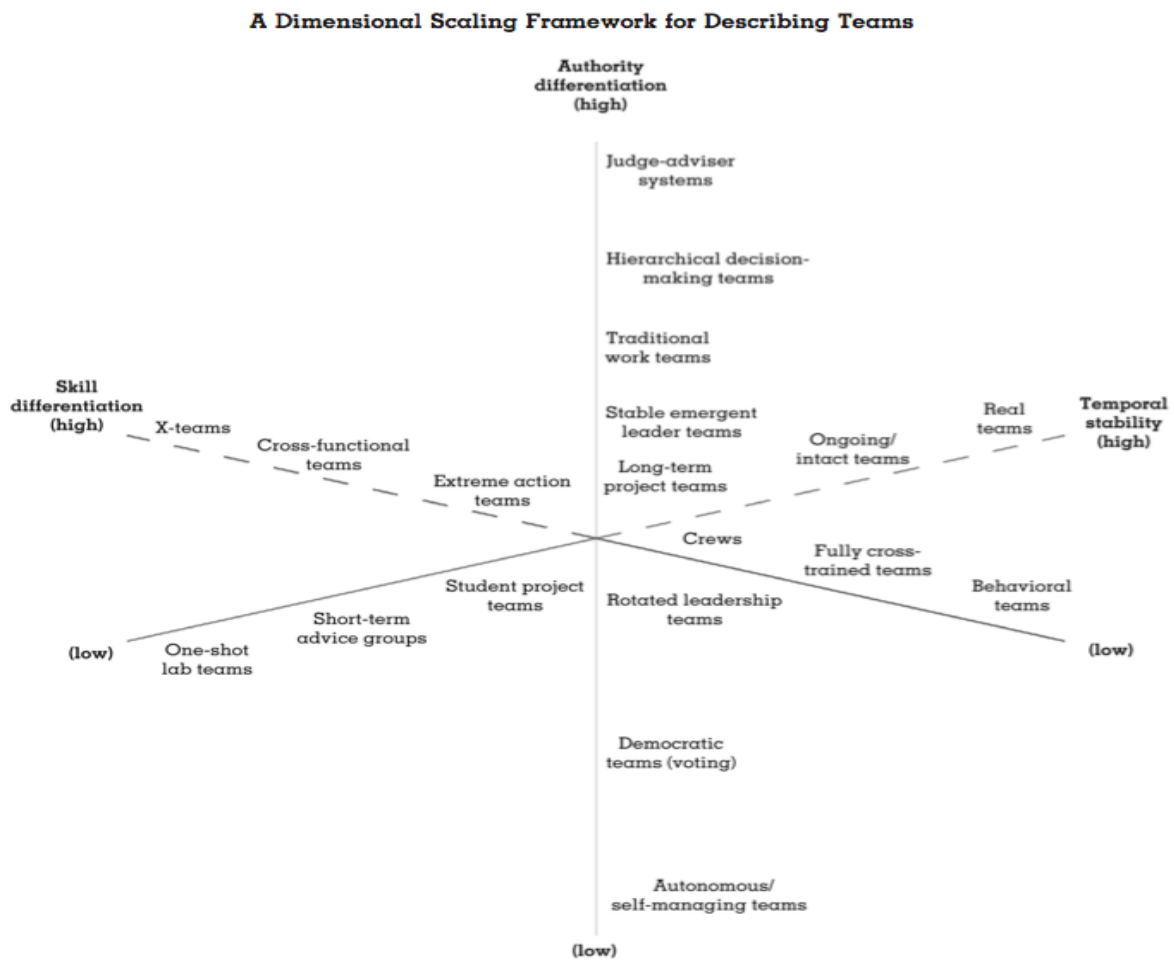 A Dimensional Scaling Framework for Describing Teams
Authority
differentiation
(high)
Judge-adviser
systems
Hierarchical decision-
making teams
Traditional
work teams
Skill
differentiation
(high)
X-teams
Cross-functional
teams
Extreme action
teams
Stable emergent
leader teams
Long-term
project teams
Ongoing/
intact teams
Real
teams
Temporal
stability
(high)
Crews
Fully cross-
trained teams
Behavioral
teams
(low)
Student project
teams
Short-term
advice groups
One-shot
lab teams
(low)
Rotated leadership
teams
Democratic
teams (voting)
Autonomous/
self-managing teams
(low)